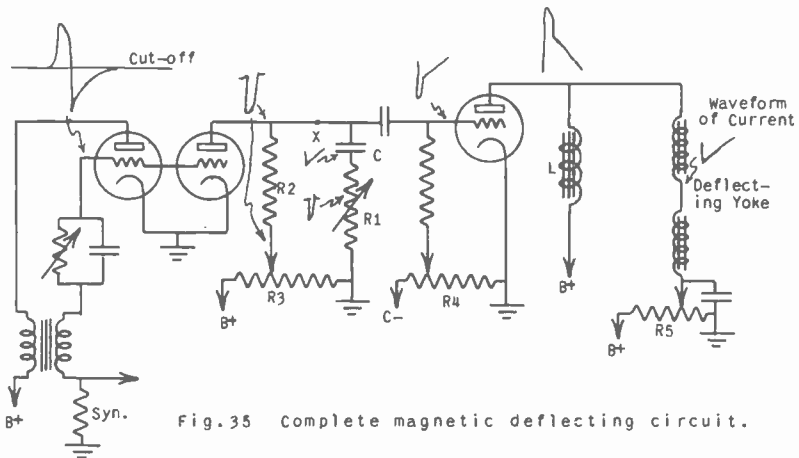 Cut-off
Waveform
of Current
X
C
L
Deflect-
ing Yoke
R2
R1
R3
B+
C-
R4
B+
B+
R5
B+
Syn.
Fig.35 Complete magnetic deflecting circuit.